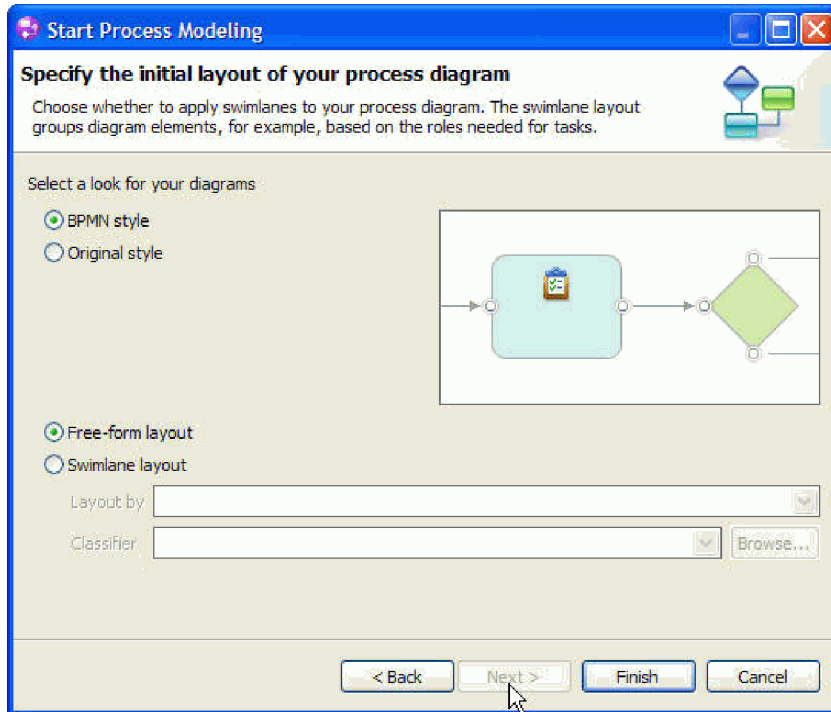 Start Process Modeling
Specify the initial layout of your process diagram
Choose whether to apply swimlanes to your process diagram. The swimlane layout
groups diagram elements, for example, based on the roles needed for tasks.
Select a look for your diagrams
BPMN style
Original style
Free-form layout
Swimlane layout
Layout by
Classifier
Browse...
< Back
Next >
Finish
Cancel